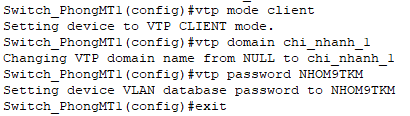 Switch_PhongMT1(config)#vtp mode client
Setting device to VTP CLIENT mode.
Switch_PhongMT1(config)#vtp domain chi_nhanh_1
Changing VTP domain name from NULL to chi_nhanh_1
Switch_PhongMT1(config)#vtp password NHOM9TKM
Setting device VLAN database password to NHOM9TKM
Switch_PhongMT1(config)#exit